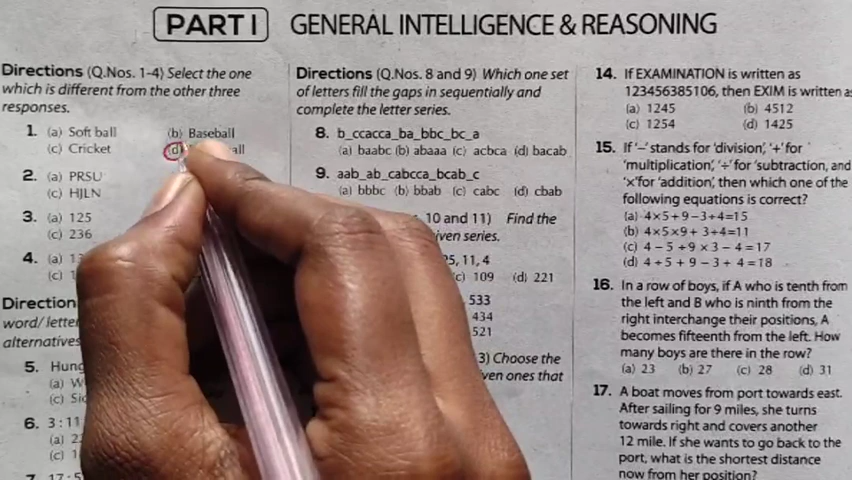 PART I GENERAL INTELLIGENCE & REASONING
Directions (Q.Nos. 1-4) Select the one
which is different from the other three
responses.
1. (a) Soft ball (b) Baseball
(c) Cricket (d)
2. (a) PRSU
(c) HJLN
3. (a) 125
(c) 236
4. (a)
(c)
word/
alternatives
5.
(a)
(c)
6. 3 : 11
(a)
(c)
7.
Directions (Q.Nos. 8 and 9) Which one set
of letters fill the gaps in sequentially and
complete the letter series.
8. b_ccacca_ba_bbc_bc_a
(a) baabc (b) abaaa (c) acbca (d) bacab
9. aab_ab_cabcca_bcab_c
(a) bbbc (b) bbab (c) cabc (d) cbab
10 and 11) Find the
given series.
11, 4
(c) 109 (d) 221
533
434
521
3) Choose the
given ones that
14. If EXAMINATION is written as
123456385106, then EXIM is written as
(a) 1245 (b) 4512
(c) 1254 (d) 1425
15. If '–' stands for 'division', '+' for
'multiplication', '÷' for 'subtraction, and
'×' for 'addition', then which one of the
following equations is correct?
(a) 4×5÷9–3+4=15
(b) 4×5×9+3÷4=11
(c) 4 – 5 ÷ 9 × 3 – 4 = 17
(d) 4 ÷ 5 + 9 – 3 + 4 = 18
16. In a row of boys, if A who is tenth from
the left and B who is ninth from the
right interchange their positions, A
becomes fifteenth from the left. How
many boys are there in the row?
(a) 23 (b) 27 (c) 28 (d) 31
17. A boat moves from port towards east.
After sailing for 9 miles, she turns
towards right and covers another
12 mile. If she wants to go back to the
port, what is the shortest distance
now from her position?